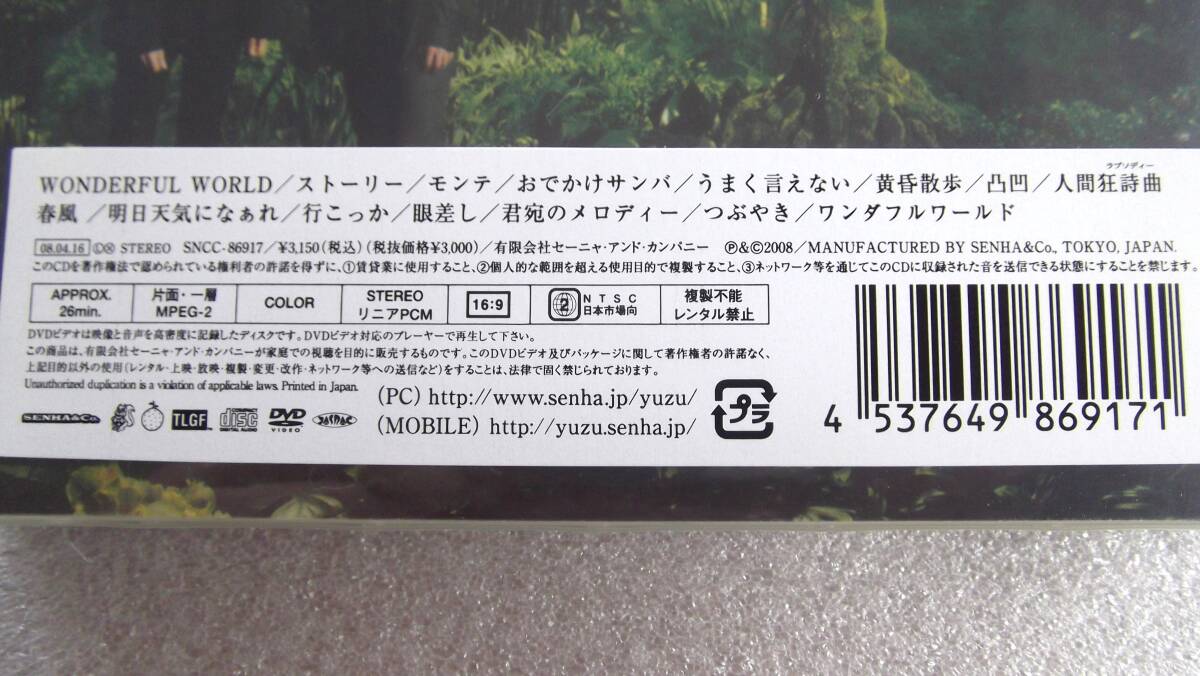 ラプソディー
WONDERFUL WORLD／ストーリー／モンテ／おでかけサンバ／うまく言えない／黄昏散歩／凸凹／人間狂詩曲
春風／明日天気になぁれ／行こっか／眼差し／君宛のメロディー／つぶやき／ワンダフルワールド
08.04.16 Ⓛ Ⓧ STEREO SNCC-86917／¥3,150(税込)(税抜価格¥3,000)／有限会社セーニャ・アンド・カンパニー Ⓟ&©2008／MANUFACTURED BY SENHA&Co., TOKYO, JAPAN.
このCDを著作権法で認められている権利者の許諾を得ずに、①賃貸業に使用すること、②個人的な範囲を超える使用目的で複製すること、③ネットワーク等を通じてこのCDに収録された音を送信できる状態にすることを禁じます。
APPROX. 26min. 片面・一層 MPEG-2 COLOR STEREO リニアPCM 16:9 2 NTSC 日本市場向 複製不能 レンタル禁止
DVDビデオは映像と音声を高密度に記録したディスクです。DVDビデオ対応のプレーヤーで再生して下さい。
この商品は、有限会社セーニャ・アンド・カンパニーが家庭での視聴を目的に販売するものです。このDVDビデオ及びパッケージに関して著作権者の許諾なく、
上記目的以外の使用(レンタル・上映・放映・複製・変更・改作・ネットワーク等への送信など)をすることは、法律で固く禁じられております。
Unauthorized duplication is a violation of applicable laws. Printed in Japan.
(PC) http://www.senha.jp/yuzu/
(MOBILE) http://yuzu.senha.jp/
SENHA&Co. TLGF COMPACT disc DIGITAL AUDIO DVD VIDEO
プラ
4 537649 869171